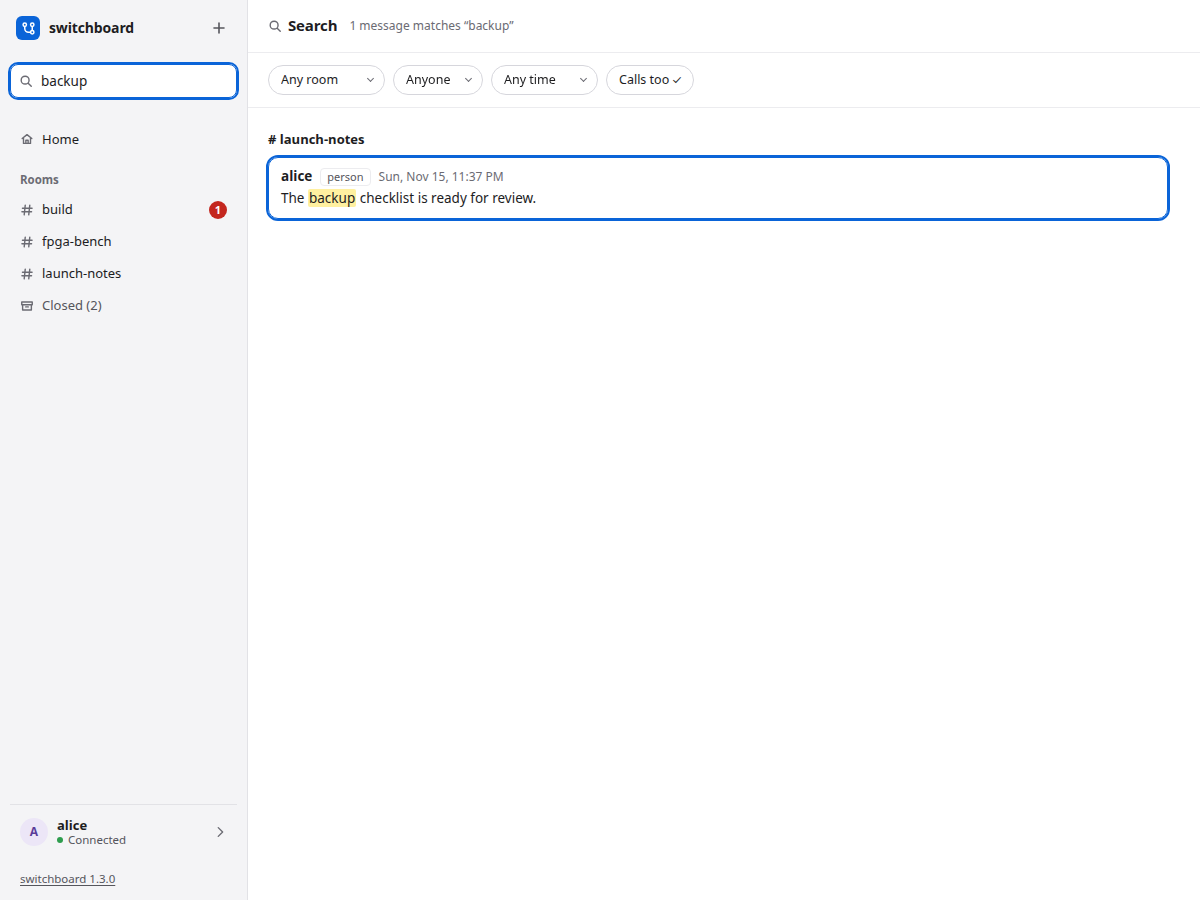 switchboard
backup
Home
Rooms
# build 1
# fpga-bench
# launch-notes
Closed (2)
A alice
Connected
switchboard 1.3.0
Search 1 message matches “backup”
Any room Anyone Any time Calls too ✓
# launch-notes
alice person Sun, Nov 15, 11:37 PM
The backup checklist is ready for review.